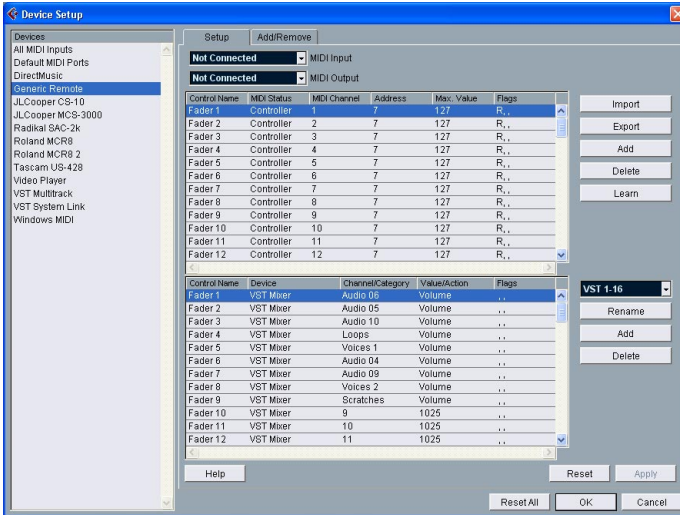 Device Setup
Devices
All MIDI Inputs
Default MIDI Ports
DirectMusic
Generic Remote
JLCooper CS-10
JLCooper MCS-3000
Radikal SAC-2k
Roland MCR8
Roland MCR8 2
Tascam US-428
Video Player
VST Multitrack
VST System Link
Windows MIDI
Setup Add/Remove
Not Connected MIDI Input
Not Connected MIDI Output
Control Name MIDI Status MIDI Channel Address Max. Value Flags
Fader 1 Controller 1 7 127 R, ,
Fader 2 Controller 2 7 127 R, ,
Fader 3 Controller 3 7 127 R, ,
Fader 4 Controller 4 7 127 R, ,
Fader 5 Controller 5 7 127 R, ,
Fader 6 Controller 6 7 127 R, ,
Fader 7 Controller 7 7 127 R, ,
Fader 8 Controller 8 7 127 R, ,
Fader 9 Controller 9 7 127 R, ,
Fader 10 Controller 10 7 127 R, ,
Fader 11 Controller 11 7 127 R, ,
Fader 12 Controller 12 7 127 R, ,
Import
Export
Add
Delete
Learn
Control Name Device Channel/Category Value/Action Flags
Fader 1 VST Mixer Audio 06 Volume , ,
Fader 2 VST Mixer Audio 05 Volume , ,
Fader 3 VST Mixer Audio 10 Volume , ,
Fader 4 VST Mixer Loops Volume , ,
Fader 5 VST Mixer Voices 1 Volume , ,
Fader 6 VST Mixer Audio 04 Volume , ,
Fader 7 VST Mixer Audio 09 Volume , ,
Fader 8 VST Mixer Voices 2 Volume , ,
Fader 9 VST Mixer Scratches Volume , ,
Fader 10 VST Mixer 9 1025 , ,
Fader 11 VST Mixer 10 1025 , ,
Fader 12 VST Mixer 11 1025 , ,
VST 1-16
Rename
Add
Delete
Help Reset Apply
Reset All OK Cancel